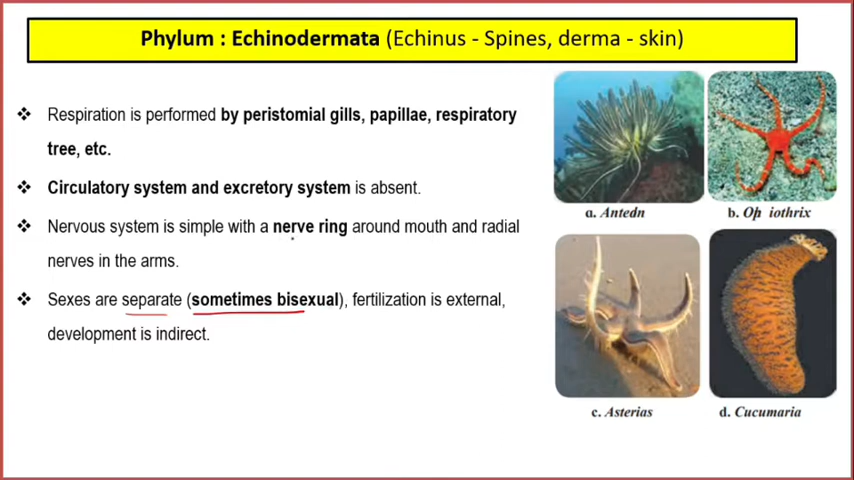 Phylum : Echinodermata (Echinus - Spines, derma - skin)
❖ Respiration is performed by peristomial gills, papillae, respiratory
tree, etc.
❖ Circulatory system and excretory system is absent.
❖ Nervous system is simple with a nerve ring around mouth and radial
nerves in the arms.
❖ Sexes are separate (sometimes bisexual), fertilization is external,
development is indirect.
a. Antedn
b. Op iothrix
c. Asterias
d. Cucumaria